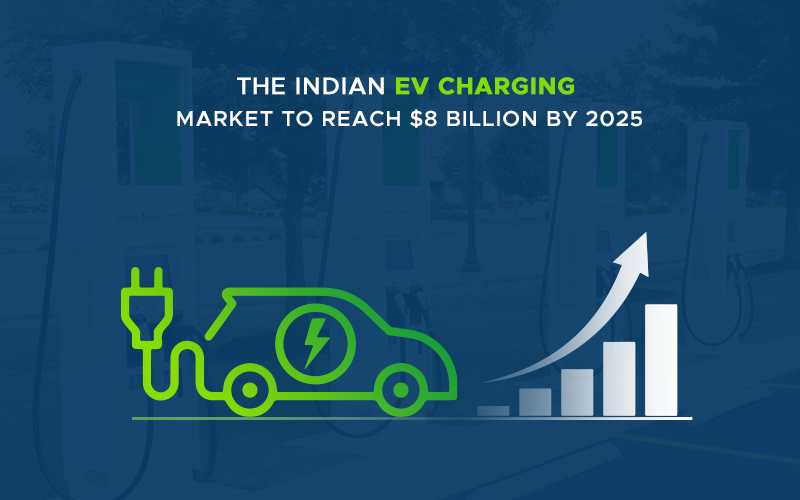 THE INDIAN EV CHARGING
MARKET TO REACH $8 BILLION BY 2025